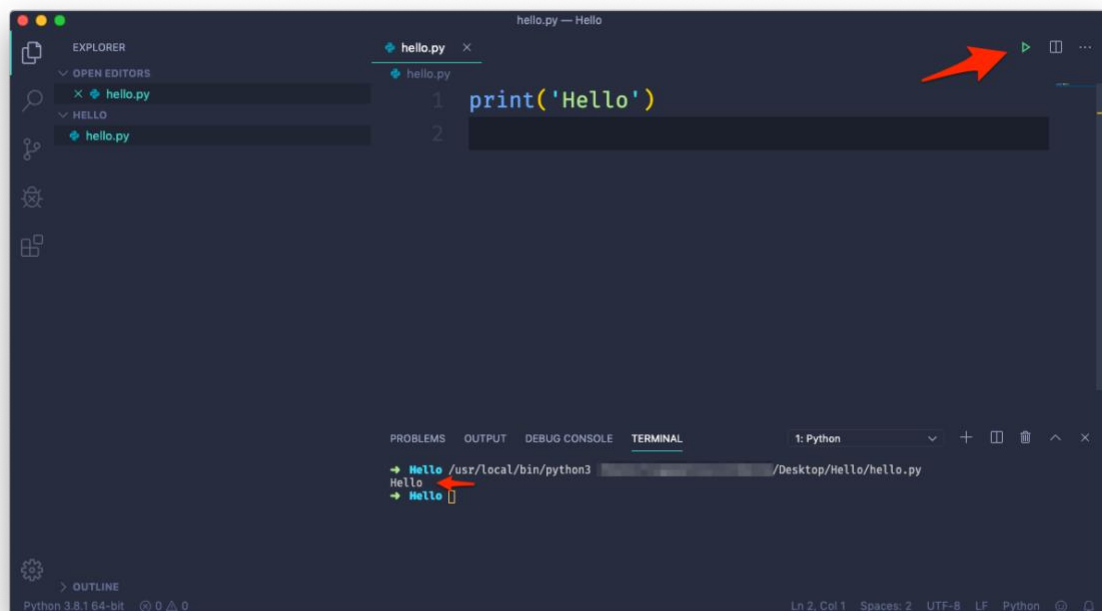 hello.py — Hello
EXPLORER
OPEN EDITORS
hello.py
HELLO
hello.py
hello.py
hello.py
1 print('Hello')
2
PROBLEMS OUTPUT DEBUG CONSOLE TERMINAL 1: Python
→ Hello /usr/local/bin/python3 /Desktop/Hello/hello.py
Hello
→ Hello
OUTLINE
Python 3.8.1 64-bit 0 0 Ln 2, Col 1 Spaces: 2 UTF-8 LF Python